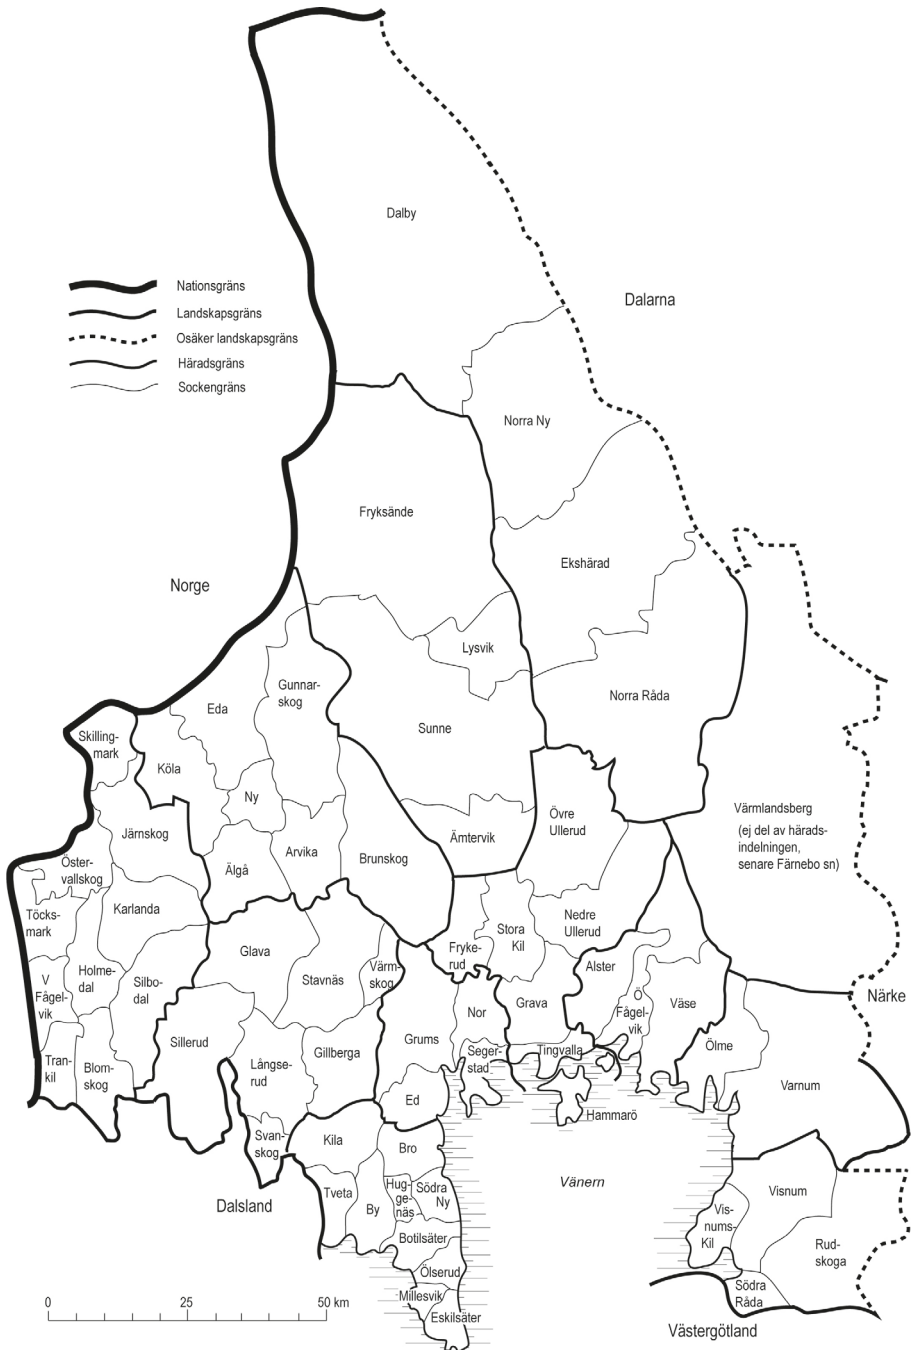 Dalby
Nationsgräns
Landskapsgräns
Osäker landskapsgräns
Häradsgräns
Sockengräns
Dalarna
Norra Ny
Fryksände
Ekshärad
Norge
Lysvik
Gunnar-
skog
Norra Råda
Eda
Sunne
Skilling-
mark
Köla
Ny
Värmlandsberg
(ej del av härads-
indelningen,
senare Färnebo sn)
Övre
Ullerud
Järnskog
Ämtervik
Arvika
Brunskog
Älgå
Öster-
vallskog
Karlanda
Töcks-
mark
Nedre
Ullerud
Stora
Kil
Glava
Fryke-
rud
Alster
Värm-
skog
Holme-
dal
Stavnäs
Silbo-
dal
V
Fågel-
vik
Ö
Fågel-
vik
Väse
Närke
Grava
Nor
Sillerud
Grums
Ölme
Gillberga
Seger-
stad
Tingvalla
Tran-
kil
Blom-
skog
Långse-
rud
Varnum
Ed
Hammarö
Svan-
skog
Kila
Bro
Vänern
Tveta
Hug-
ge-
näs
Södra
Ny
Visnum
By
Dalsland
Vis-
nums-
Kil
Botilsäter
Rud-
skoga
Ölserud
Södra
Råda
Millesvik
Eskilsäter
0 25 50 km
Västergötland